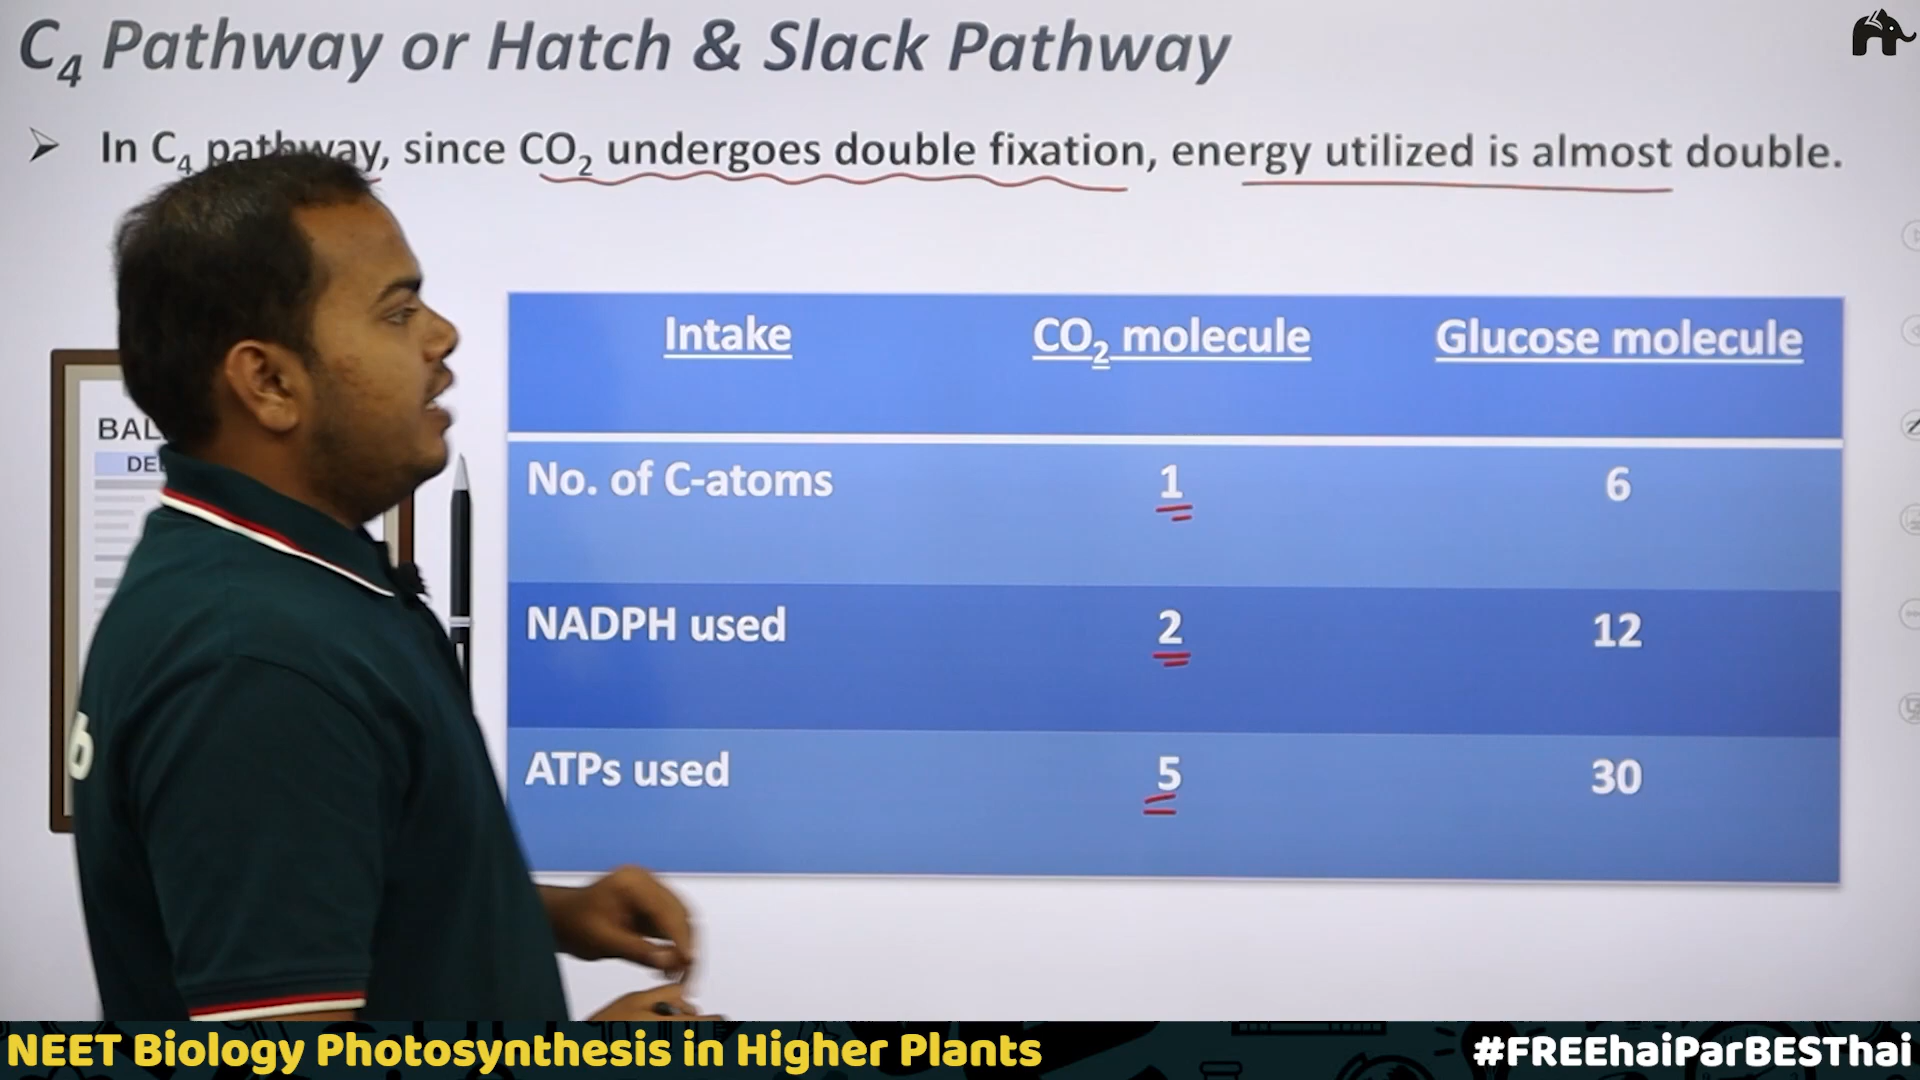 C₄ Pathway or Hatch & Slack Pathway
➢ In C₄ pathway, since CO₂ undergoes double fixation, energy utilized is almost double.
Intake CO₂ molecule Glucose molecule
No. of C-atoms 1 6
NADPH used 2 12
ATPs used 5 30
BAL
DE
6
NEET Biology Photosynthesis in Higher Plants
#FREEhaiParBESThai